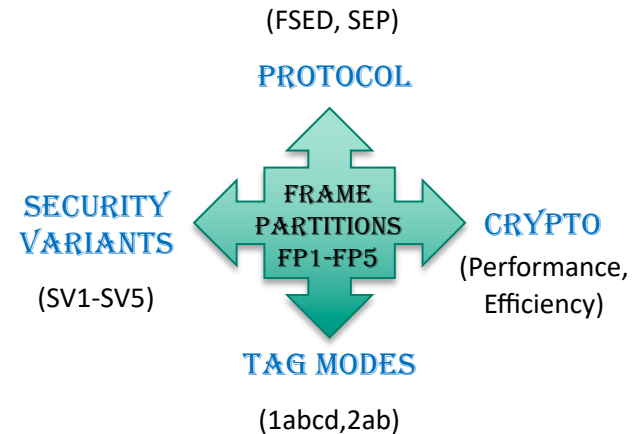 (FSED, SEP)
PROTOCOL
SECURITY
VARIANTS
(SV1-SV5)
FRAME
PARTITIONS
FP1-FP5
CRYPTO
(Performance,
Efficiency)
TAG MODES
(1abcd,2ab)